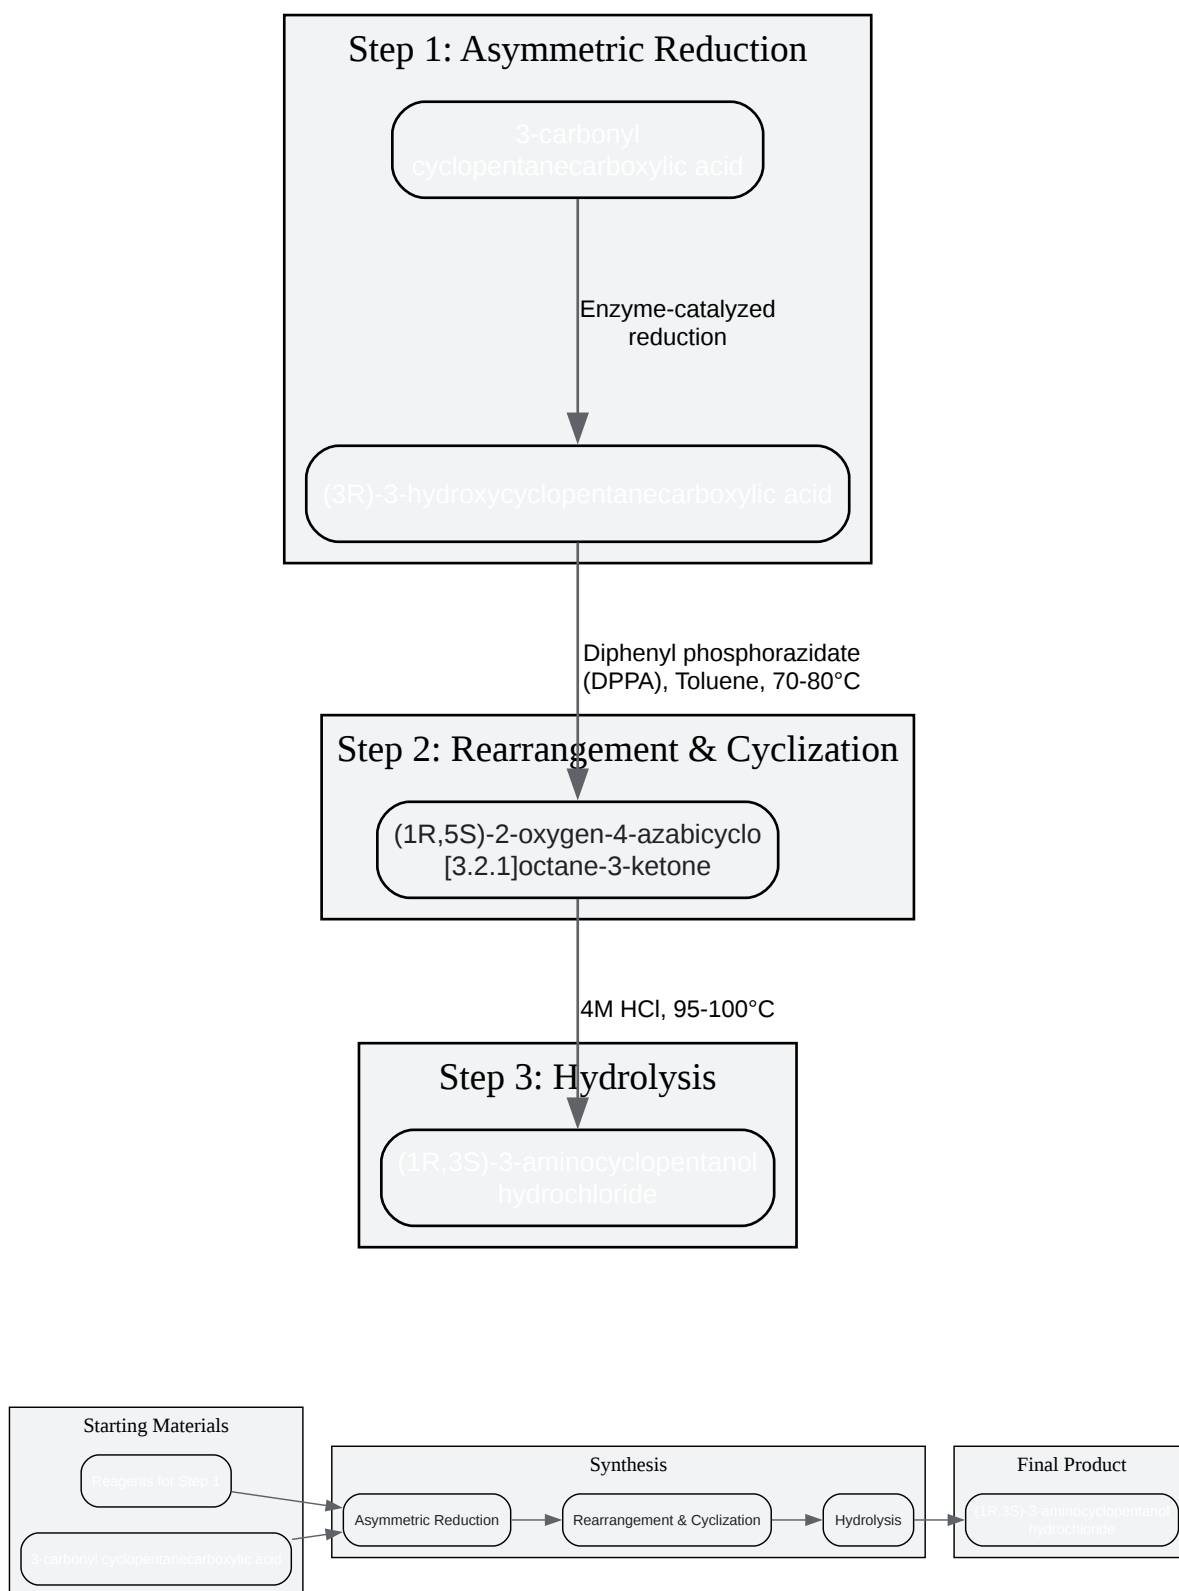 Step 1: Asymmetric Reduction
3-carbonyl
cyclopentanecarboxylic acid
Enzyme-catalyzed
reduction
(3R)-3-hydroxycyclopentanecarboxylic acid
Diphenyl phosphorazidate
(DPPA), Toluene, 70-80°C
Step 2: Rearrangement & Cyclization
(1R,5S)-2-oxygen-4-azabicyclo
[3.2.1]octane-3-ketone
4M HCl, 95-100°C
Step 3: Hydrolysis
(1R,3S)-3-aminocyclopentanol
hydrochloride
Starting Materials
Reagents for Step 1
3-carbonyl cyclopentanecarboxylic acid
Synthesis
Asymmetric Reduction
Rearrangement & Cyclization
Hydrolysis
Final Product
(1R,3S)-3-aminocyclopentanol
hydrochloride